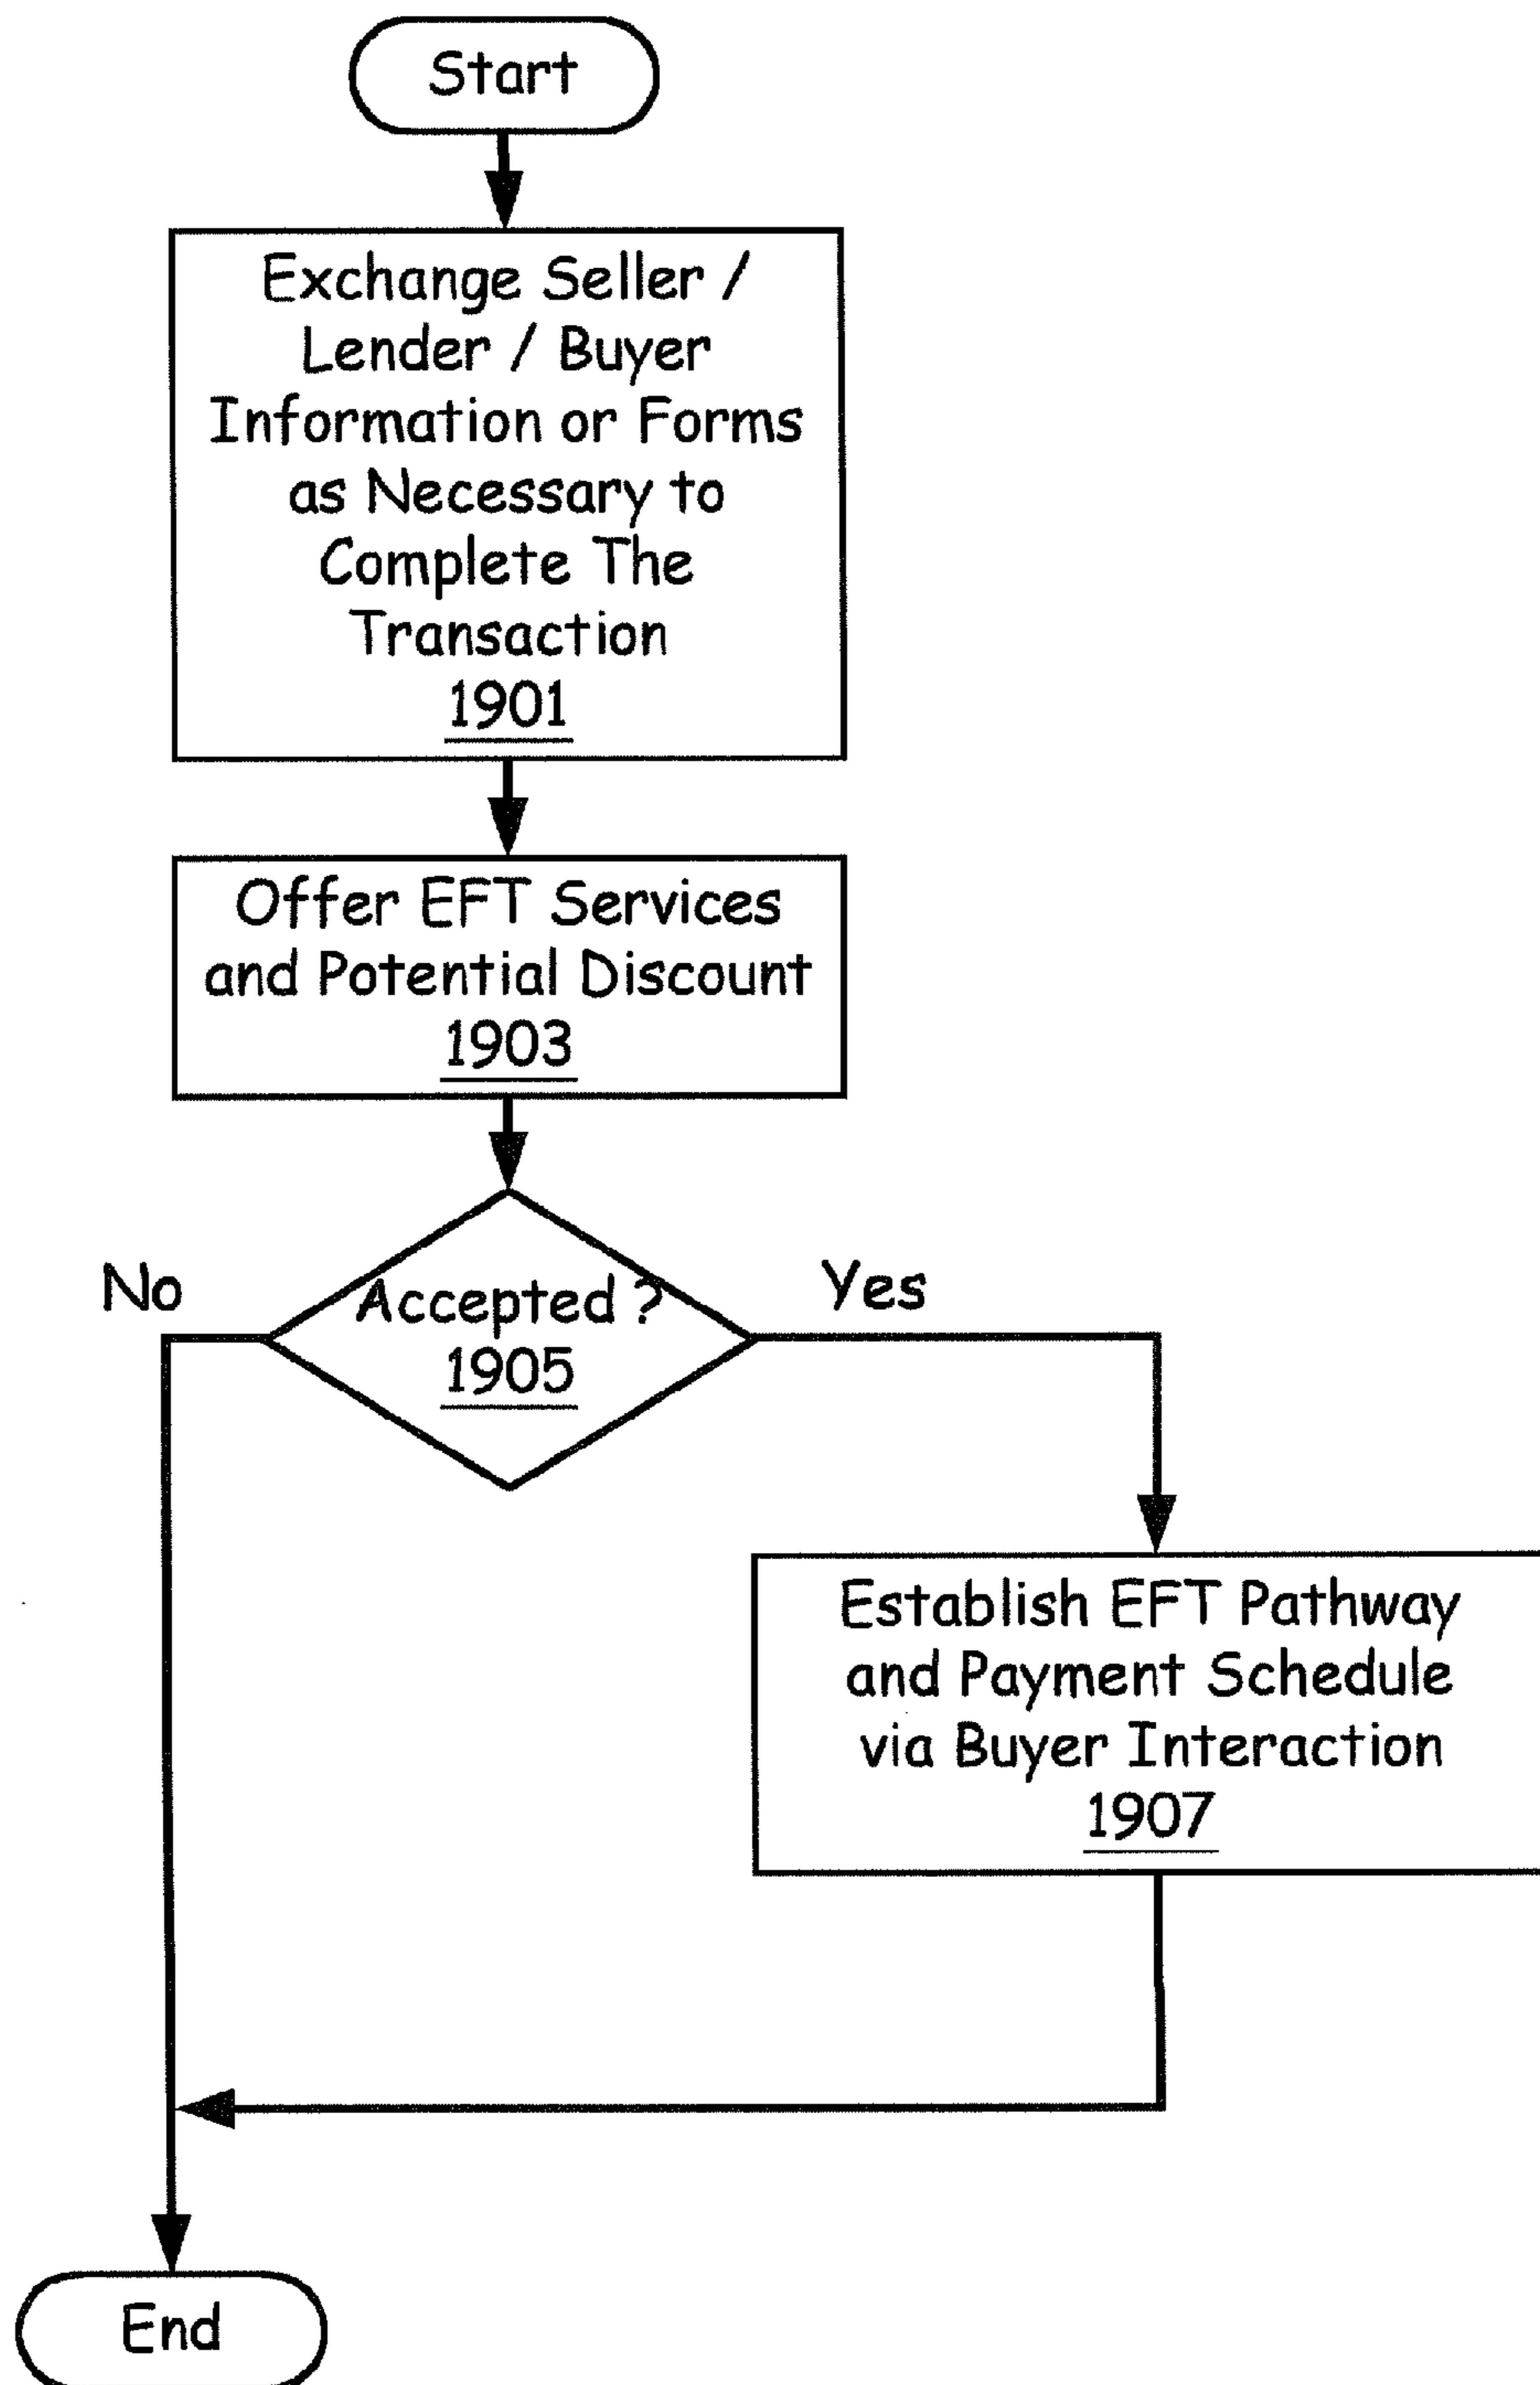 Start
Exchange Seller /
Lender / Buyer
Information or Forms
as Necessary to
Complete The
Transaction
1901
Offer EFT Services
and Potential Discount
1903
No
Accepted ?
Yes
1905
Establish EFT Pathway
and Payment Schedule
via Buyer Interaction
1907
End